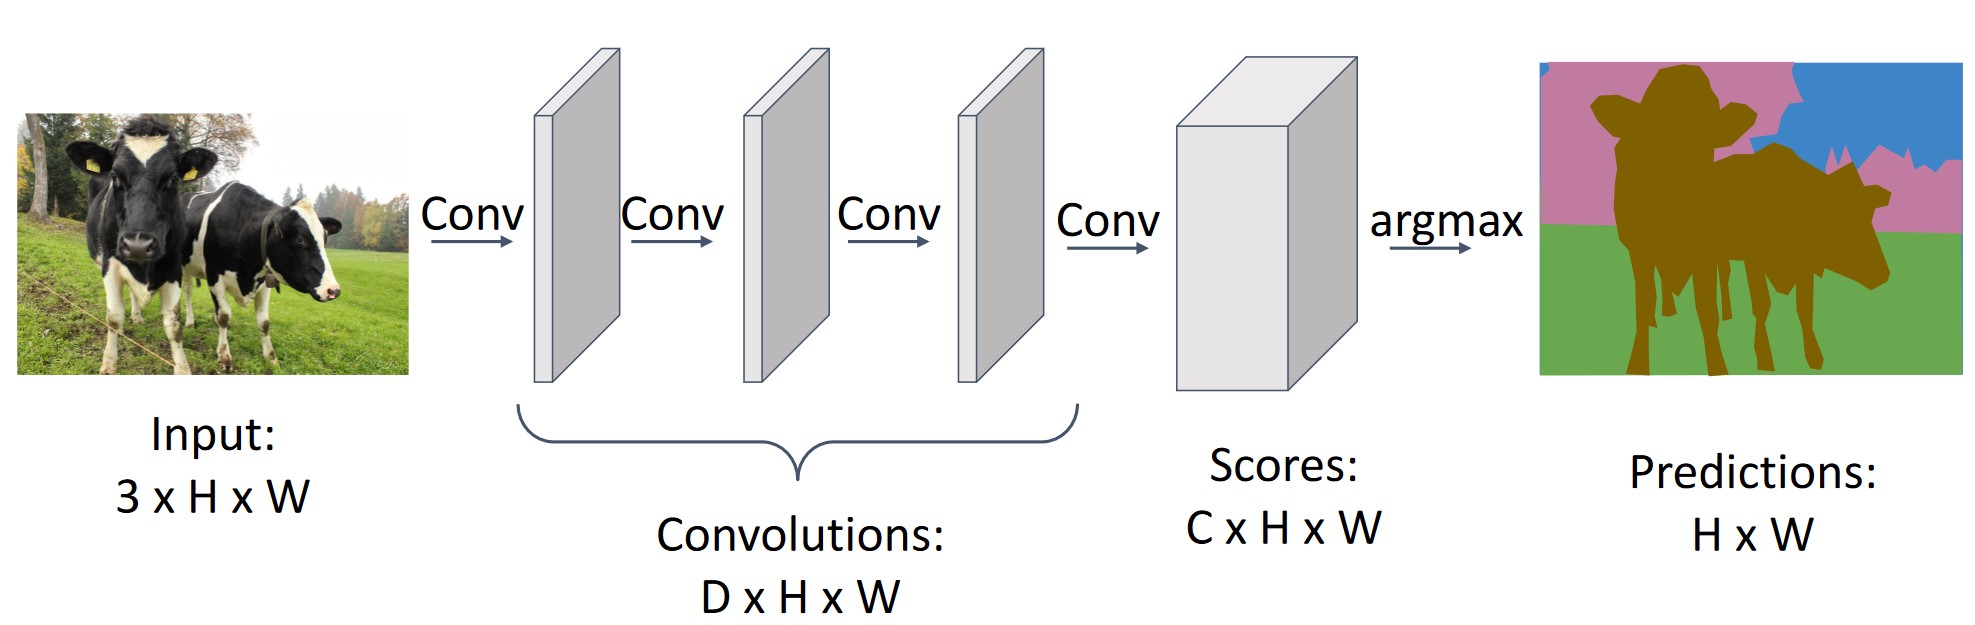 Conv
Conv
Conv
Conv
argmax
Input:
3 x H x W
Convolutions:
D x H x W
Scores:
C x H x W
Predictions:
H x W